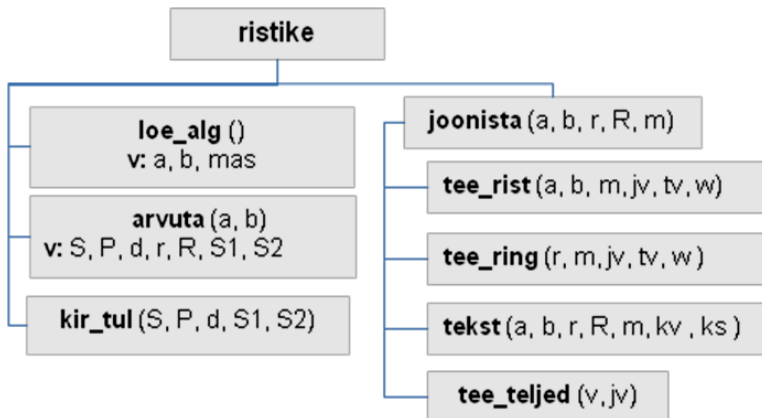 ristike
loe_alg ()
v: a, b, mas
arvuta (a, b)
v: S, P, d, r, R, S1, S2
kir_tul (S, P, d, S1, S2)
joonista (a, b, r, R, m)
tee_rist (a, b, m, jv, tv, w)
tee_ring (r, m, jv, tv, w)
tekst (a, b, r, R, m, kv , ks )
tee_teljed (v, jv)